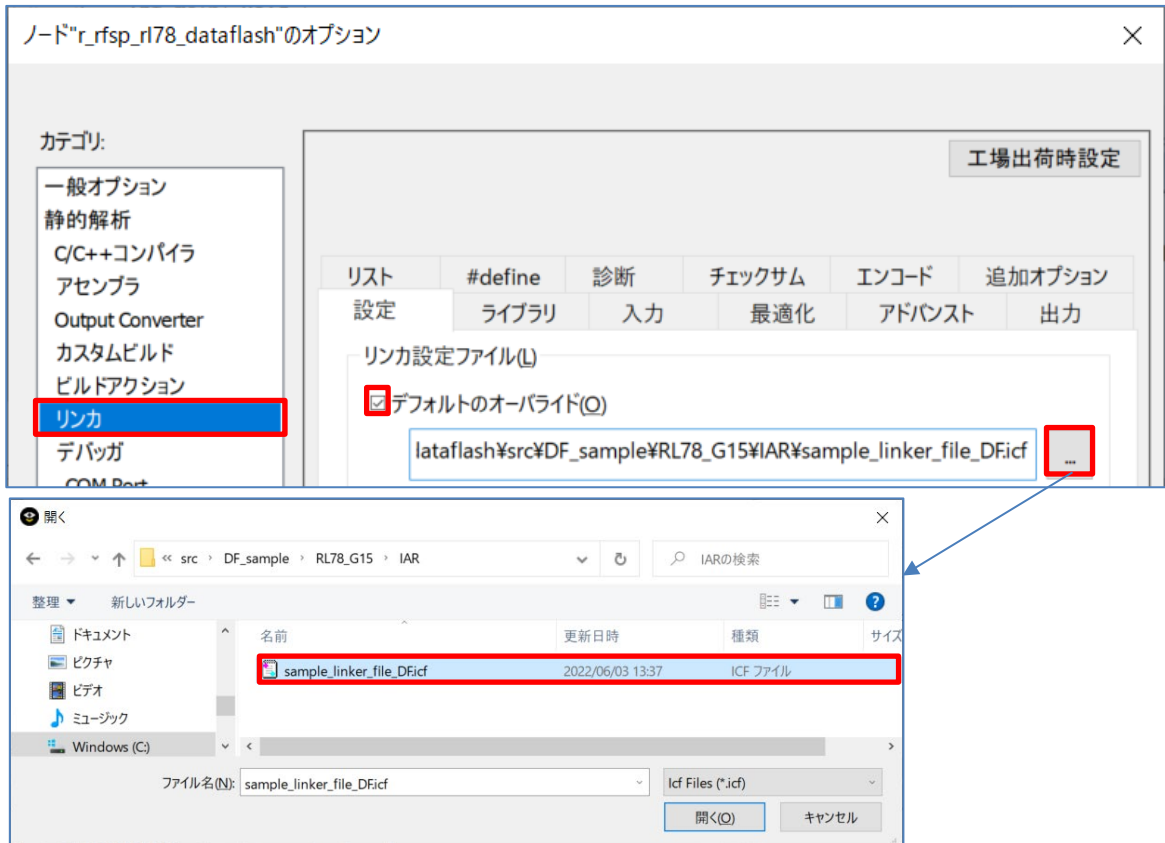 ノード"r_rfsp_rl78_dataflash"のオプション
カテゴリ:
工場出荷時設定
一般オプション
静的解析
C/C++コンパイラ
アセンブラ
Output Converter
カスタムビルド
ビルドアクション
リンカ
デバッガ
COM Port
リスト #define 診断 チェックサム エンコード 追加オプション
設定 ライブラリ 入力 最適化 アドバンスト 出力
リンカ設定ファイル(L)
デフォルトのオーバライド(O)
lataflash¥src¥DF_sample¥RL78_G15¥IAR¥sample_linker_file_DF.icf
...
開く
« src › DF_sample › RL78_G15 › IAR
IARの検索
整理 新しいフォルダー
ドキュメント
ピクチャ
ビデオ
ミュージック
Windows (C:)
名前 更新日時 種類 サイズ
sample_linker_file_DF.icf 2022/06/03 13:37 ICF ファイル
ファイル名(N): sample_linker_file_DF.icf Icf Files (*.icf)
開く(O) キャンセル